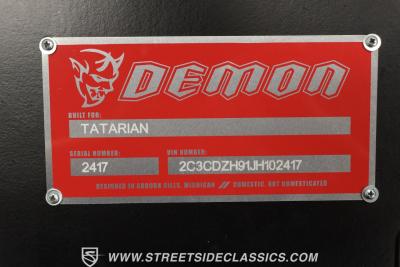 DEMON
BUILT FOR:
TATARIAN
SERIAL NUMBER: VIN NUMBER:
2417 2C3CDZH91JH102417
DESIGNED IN AUBURN HILLS, MICHIGAN // DOMESTIC. NOT DOMESTICATED
WWW.STREETSIDECLASSICS.COM